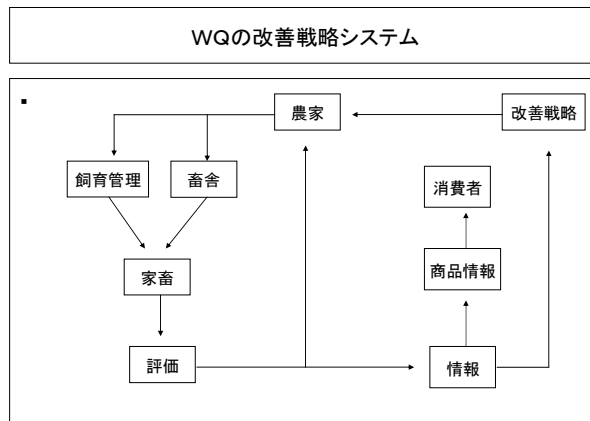 WQの改善戦略システム
農家
改善戦略
飼育管理
畜舎
消費者
家畜
商品情報
評価
情報